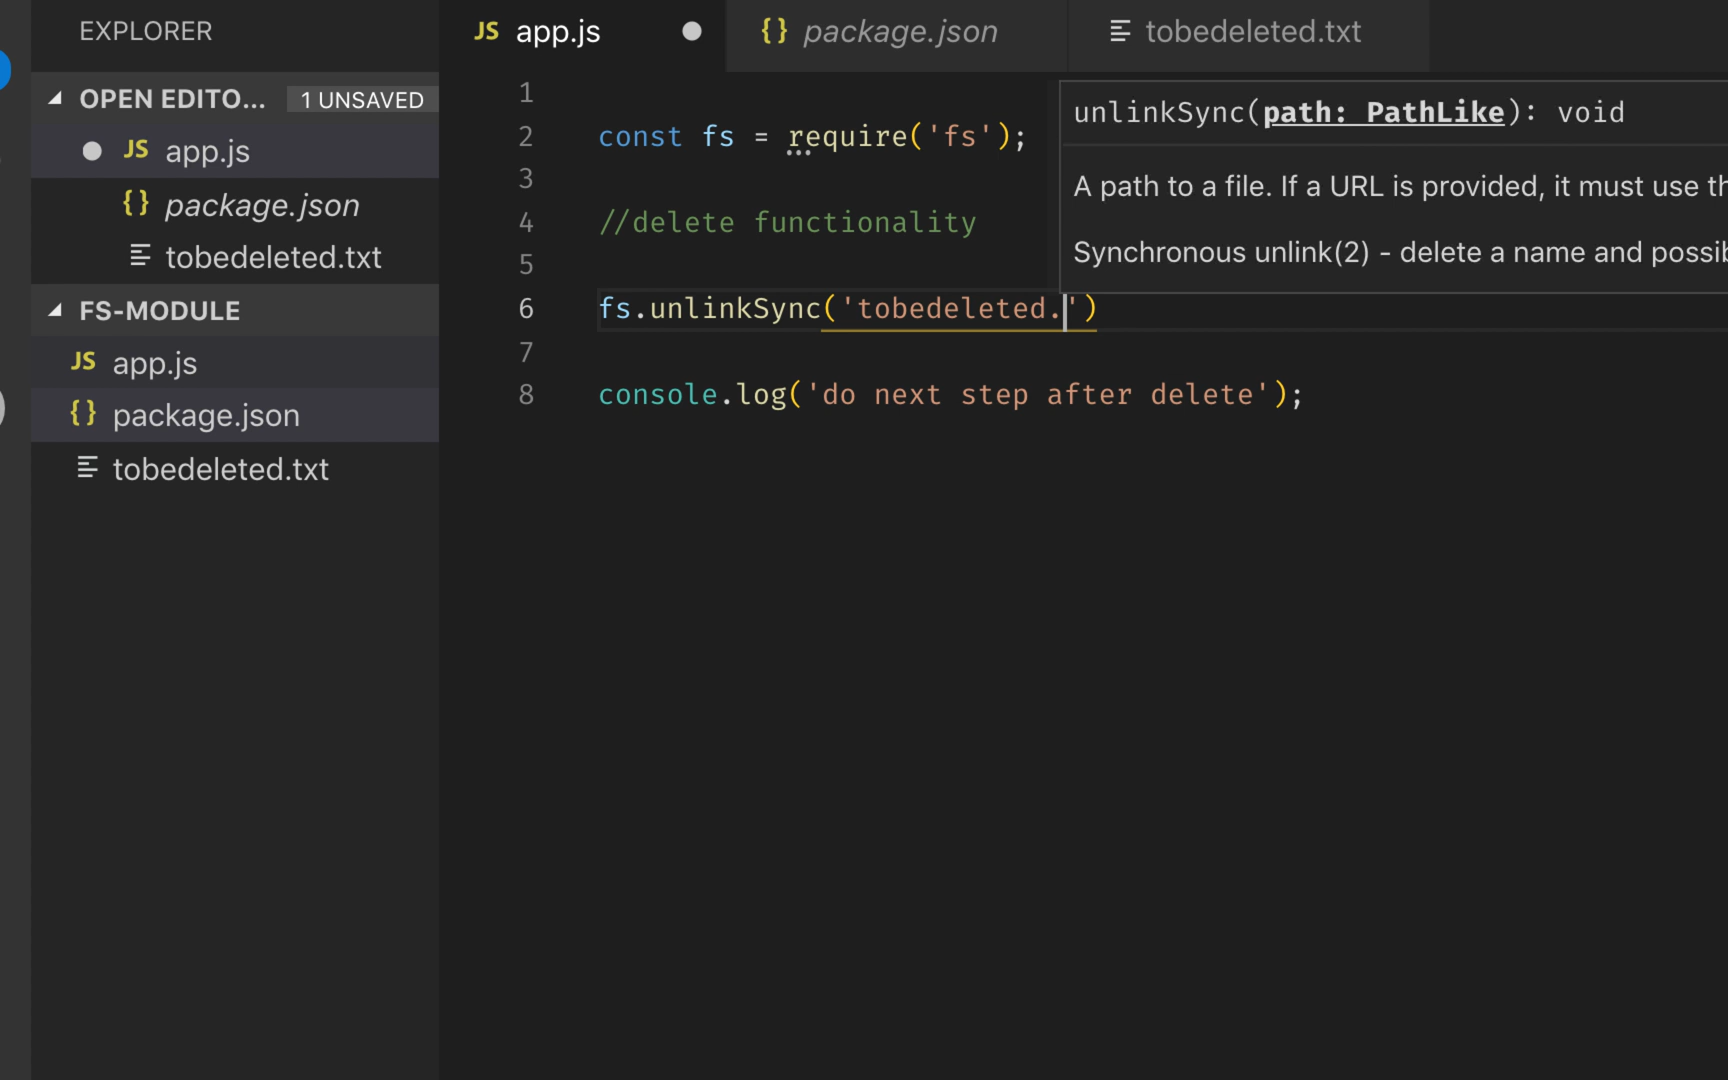 EXPLORER
OPEN EDITO... 1 UNSAVED
JS app.js
{} package.json
tobedeleted.txt
FS-MODULE
JS app.js
{} package.json
tobedeleted.txt
JS app.js
{} package.json
tobedeleted.txt
1
2 const fs = require('fs');
3
4 //delete functionality
5
6 fs.unlinkSync('tobedeleted.')
7
8 console.log('do next step after delete');
unlinkSync(path: PathLike): void
A path to a file. If a URL is provided, it must use
Synchronous unlink(2) - delete a name and